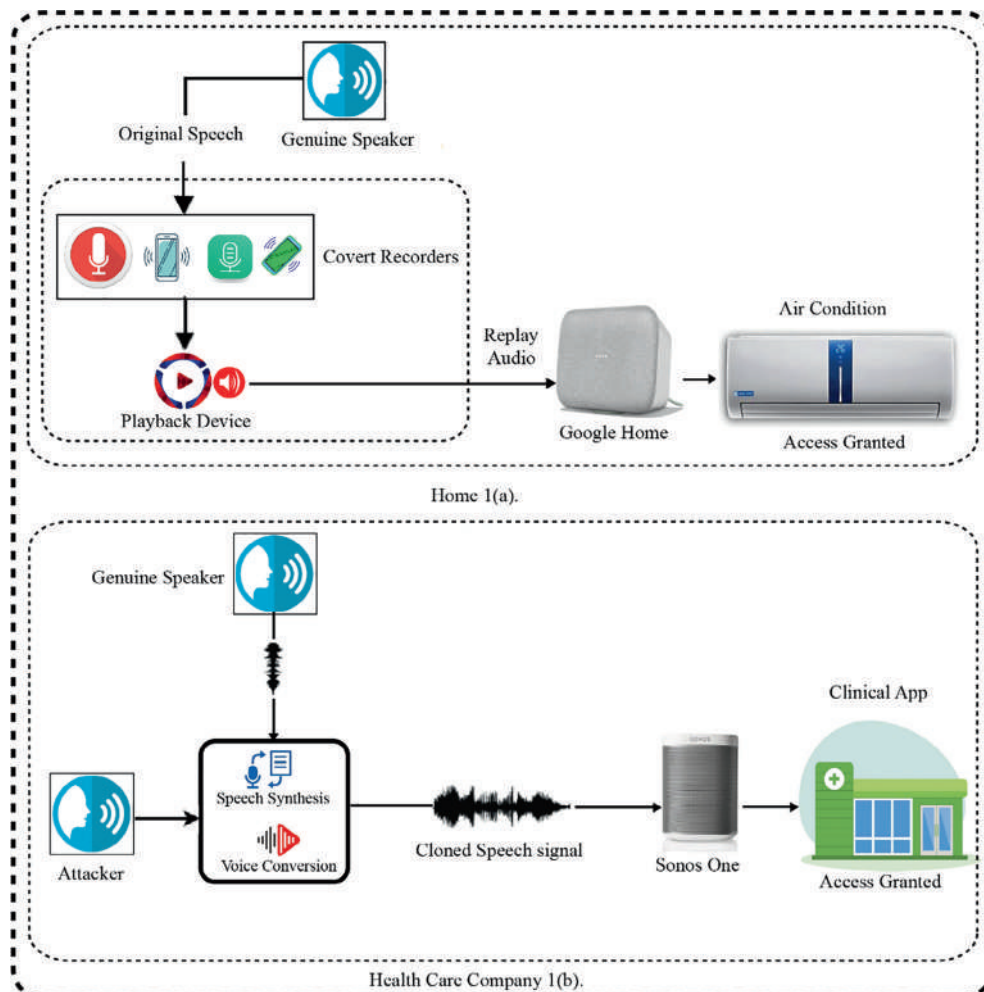 Original Speech
Genuine Speaker
Covert Recorders
Playback Device
Replay
Audio
Google Home
Air Condition
Access Granted
Home 1(a).
Genuine Speaker
Attacker
Speech Synthesis
Voice Conversion
Cloned Speech signal
SONOS
Sonos One
Clinical App
Access Granted
Health Care Company 1(b).